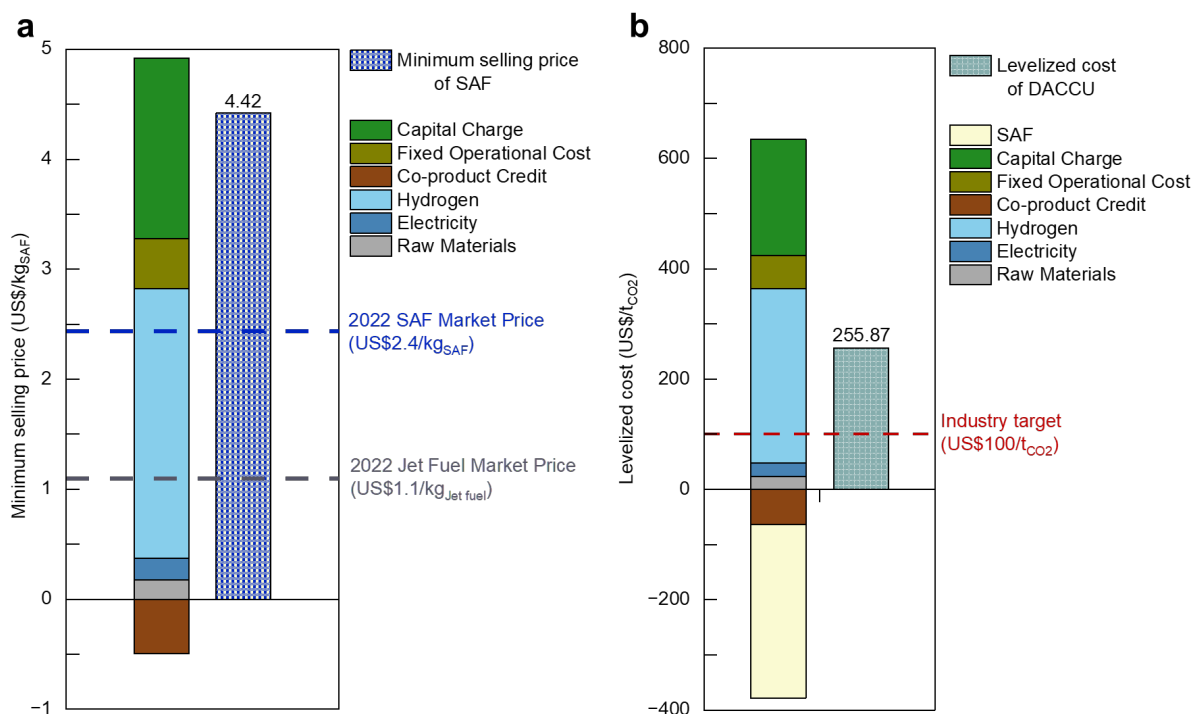 a
Minimum selling price (US$/kgSAF)
5
4
3
2
1
0
−1
4.42
Minimum selling price
of SAF
Capital Charge
Fixed Operational Cost
Co-product Credit
Hydrogen
Electricity
Raw Materials
2022 SAF Market Price
(US$2.4/kgSAF)
2022 Jet Fuel Market Price
(US$1.1/kgJet fuel)
b
Levelized cost (US$/tCO2)
800
600
400
200
0
−200
−400
255.87
Levelized cost
of DACCU
SAF
Capital Charge
Fixed Operational Cost
Co-product Credit
Hydrogen
Electricity
Raw Materials
Industry target
(US$100/tCO2)